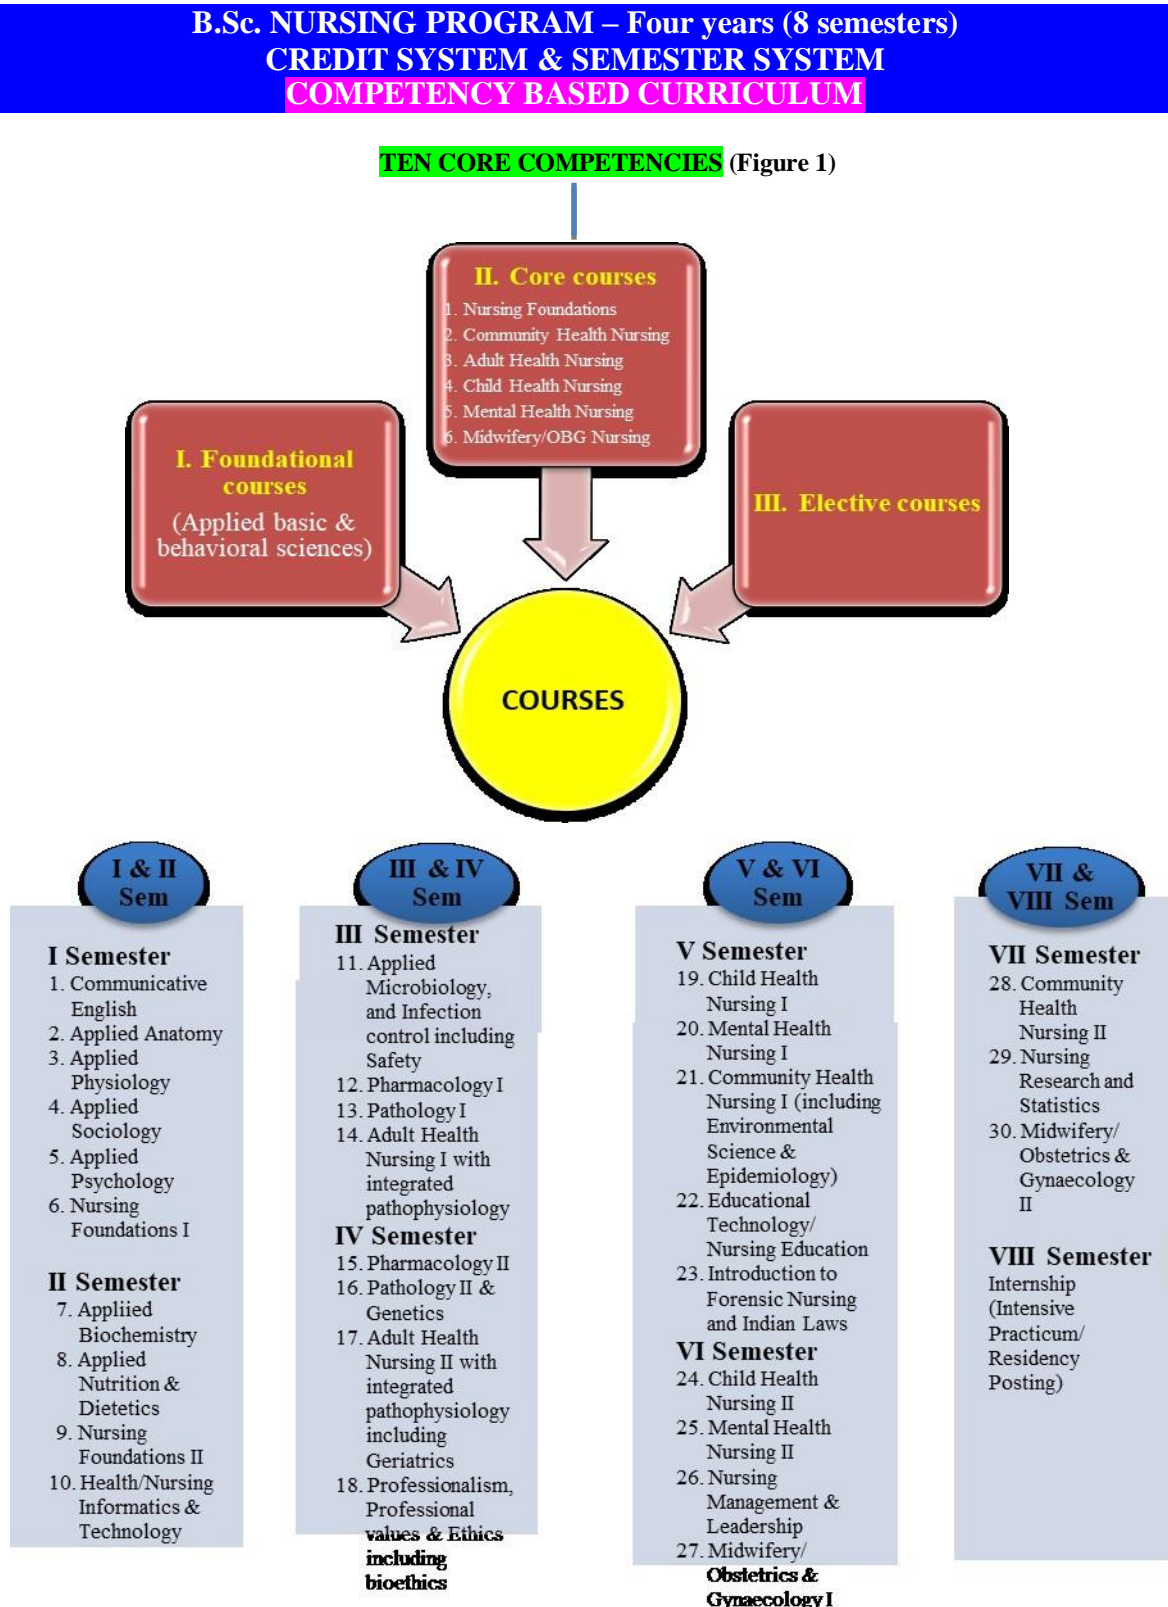 B.Sc. NURSING PROGRAM – Four years (8 semesters)
CREDIT SYSTEM & SEMESTER SYSTEM
COMPETENCY BASED CURRICULUM
TEN CORE COMPETENCIES (Figure 1)
II. Core courses
1. Nursing Foundations
2. Community Health Nursing
3. Adult Health Nursing
4. Child Health Nursing
5. Mental Health Nursing
6. Midwifery/OBG Nursing
I. Foundational
courses
(Applied basic &
behavioral sciences)
III. Elective courses
COURSES
I & II
Sem
I Semester
1. Communicative
English
2. Applied Anatomy
3. Applied
Physiology
4. Applied
Sociology
5. Applied
Psychology
6. Nursing
Foundations I
II Semester
7. Appliied
Biochemistry
8. Applied
Nutrition &
Dietetics
9. Nursing
Foundations II
10. Health/Nursing
Informatics &
Technology
III & IV
Sem
III Semester
11. Applied
Microbiology,
and Infection
control including
Safety
12. Pharmacology I
13. Pathology I
14. Adult Health
Nursing I with
integrated
pathophysiology
IV Semester
15. Pharmacology II
16. Pathology II &
Genetics
17. Adult Health
Nursing II with
integrated
pathophysiology
including
Geriatrics
18. Professionalism,
Professional
values & Ethics
including
bioethics
V & VI
Sem
V Semester
19. Child Health
Nursing I
20. Mental Health
Nursing I
21. Community Health
Nursing I (including
Environmental
Science &
Epidemiology)
22. Educational
Technology/
Nursing Education
23. Introduction to
Forensic Nursing
and Indian Laws
VI Semester
24. Child Health
Nursing II
25. Mental Health
Nursing II
26. Nursing
Management &
Leadership
27. Midwifery/
Obstetrics &
Gynaecology I
VII &
VIII Sem
VII Semester
28. Community
Health
Nursing II
29. Nursing
Research and
Statistics
30. Midwifery/
Obstetrics &
Gynaecology
II
VIII Semester
Internship
(Intensive
Practicum/
Residency
Posting)